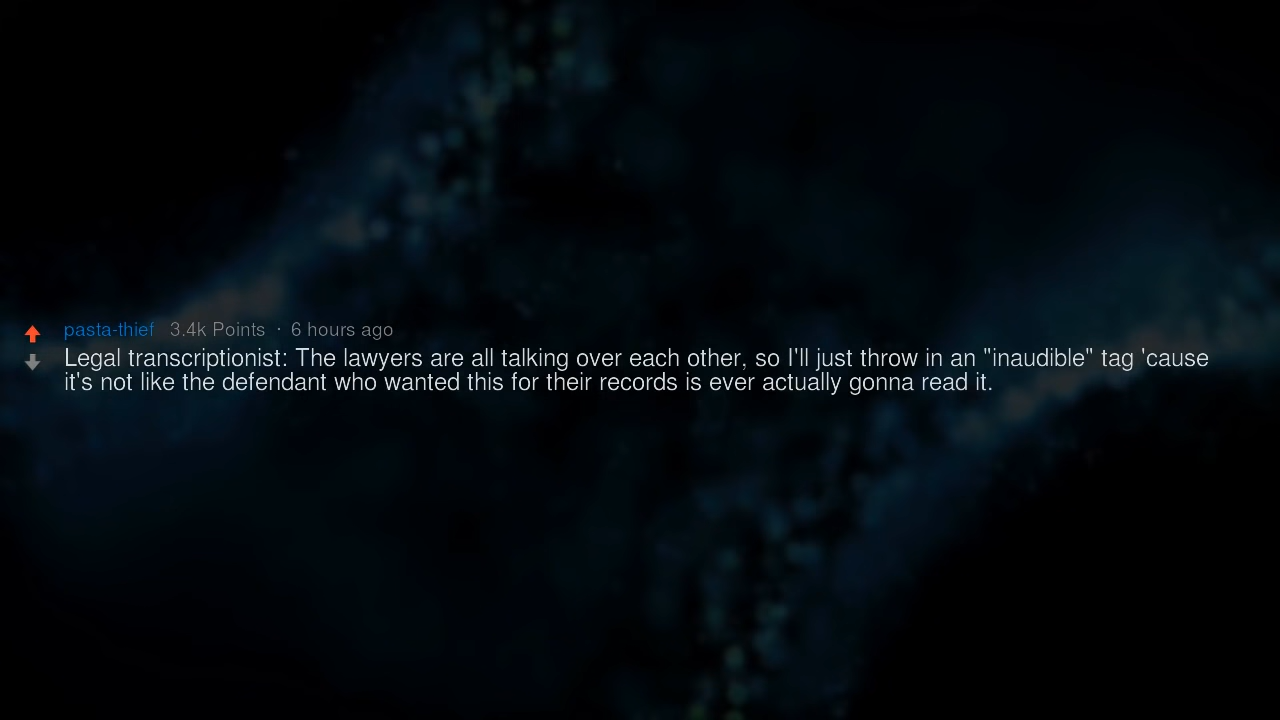 pasta-thief 3.4k Points · 6 hours ago
Legal transcriptionist: The lawyers are all talking over each other, so I'll just throw in an "inaudible" tag 'cause
it's not like the defendant who wanted this for their records is ever actually gonna read it.